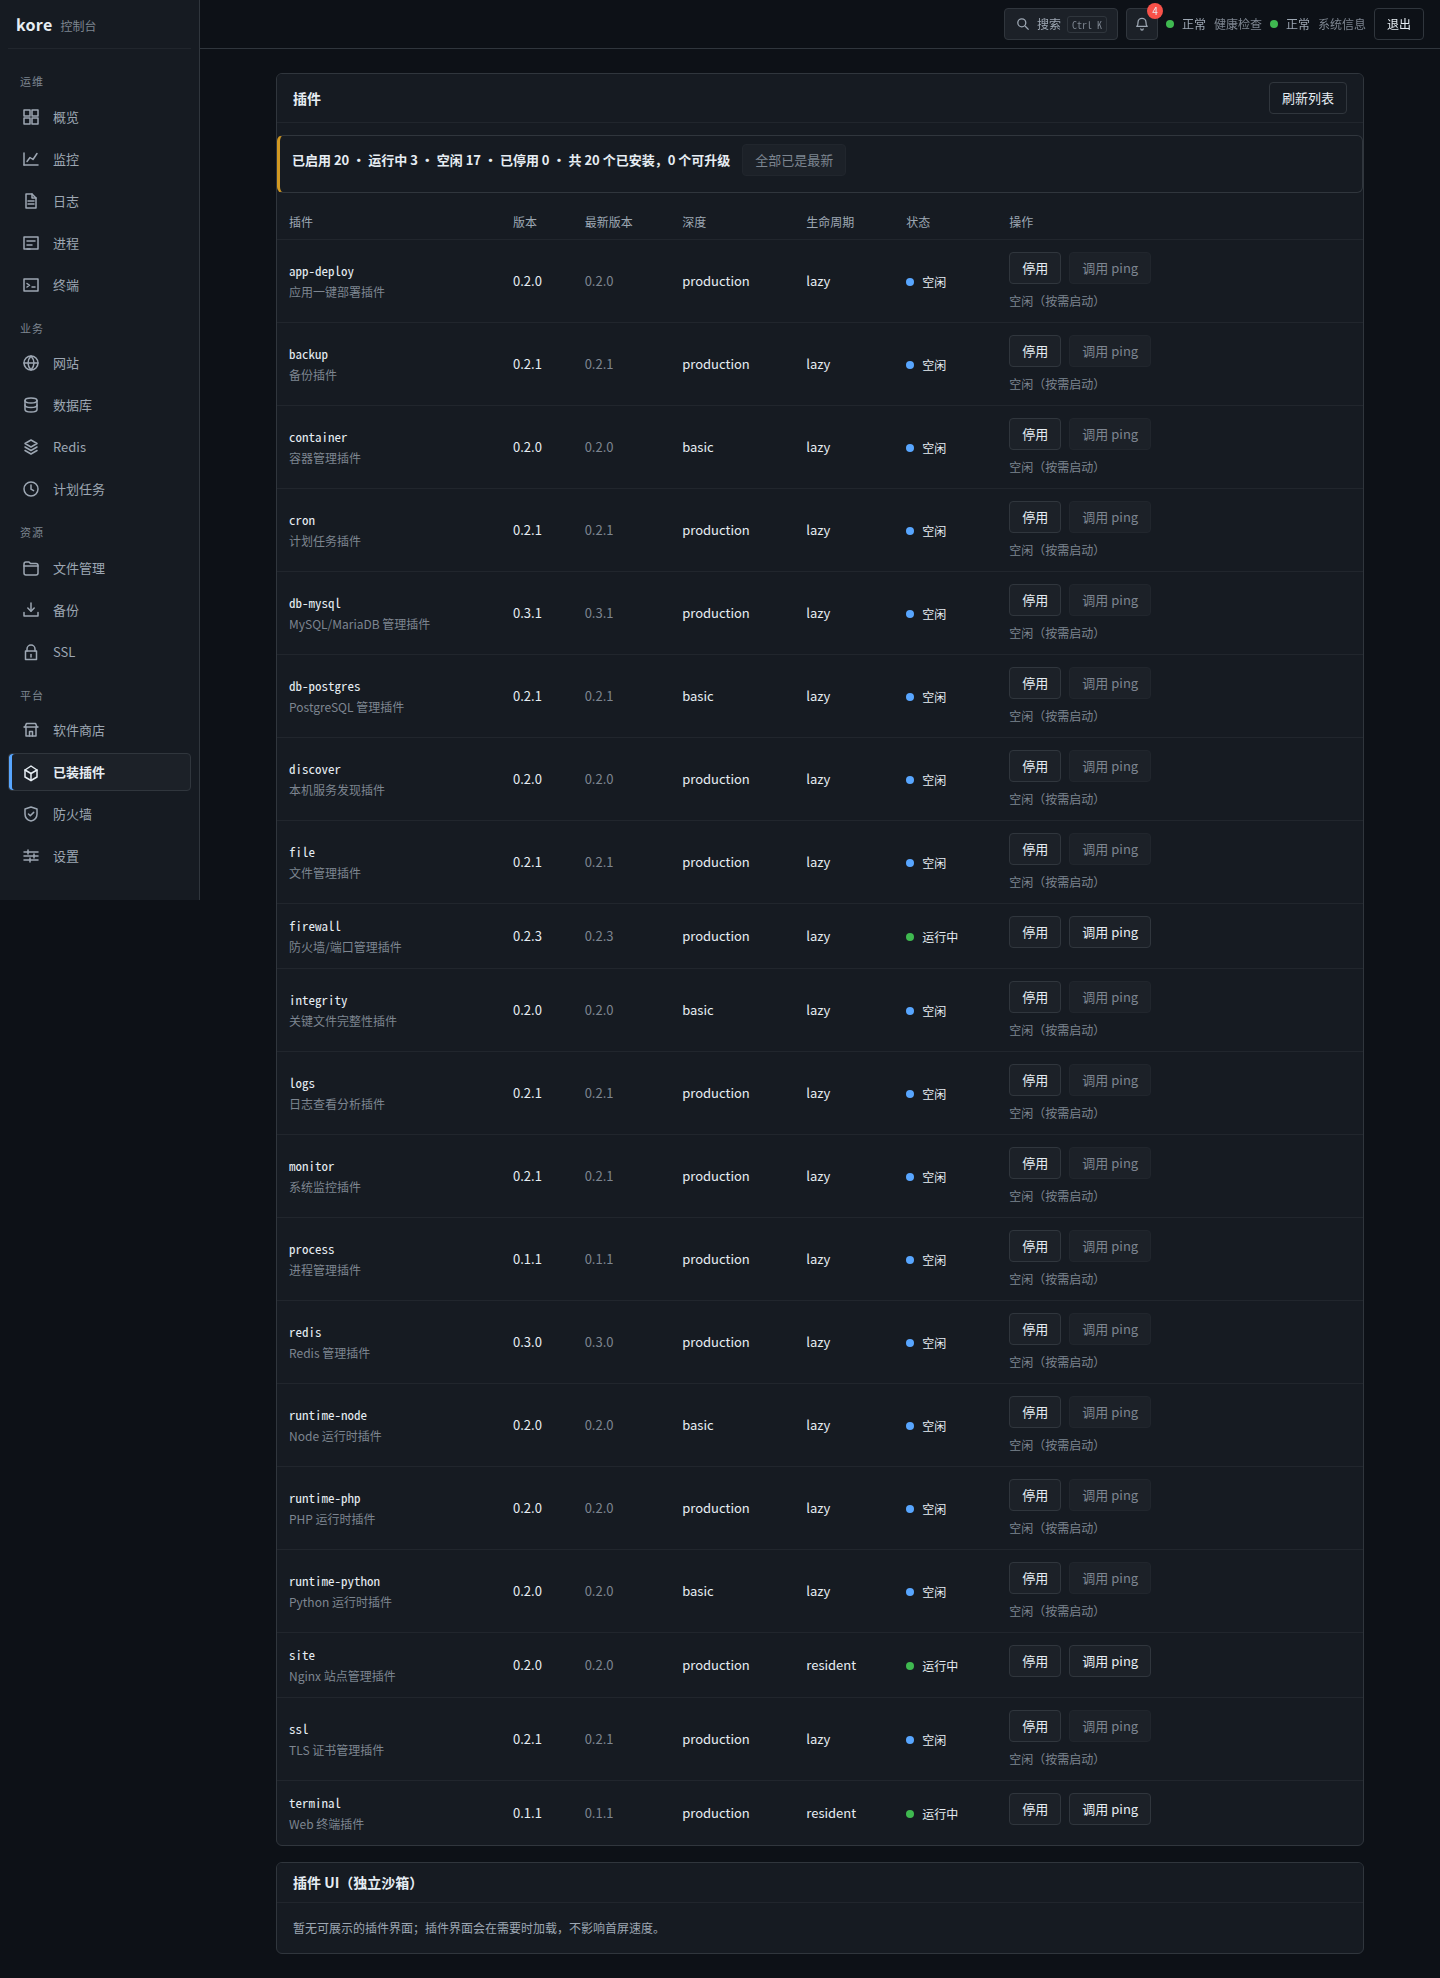 kore 控制台
搜索 Ctrl K
4
正常 健康检查 正常 系统信息
退出
运维
概览
监控
日志
进程
终端
业务
网站
数据库
Redis
计划任务
资源
文件管理
备份
SSL
平台
软件商店
已装插件
防火墙
设置
插件
刷新列表
已启用 20 · 运行中 3 · 空闲 17 · 已停用 0 · 共 20 个已安装，0 个可升级 全部已是最新
插件 版本 最新版本 深度 生命周期 状态 操作
app-deploy
应用一键部署插件
0.2.0 0.2.0 production lazy 空闲 停用 调用 ping
空闲（按需启动）
backup
备份插件
0.2.1 0.2.1 production lazy 空闲 停用 调用 ping
空闲（按需启动）
container
容器管理插件
0.2.0 0.2.0 basic lazy 空闲 停用 调用 ping
空闲（按需启动）
cron
计划任务插件
0.2.1 0.2.1 production lazy 空闲 停用 调用 ping
空闲（按需启动）
db-mysql
MySQL/MariaDB 管理插件
0.3.1 0.3.1 production lazy 空闲 停用 调用 ping
空闲（按需启动）
db-postgres
PostgreSQL 管理插件
0.2.1 0.2.1 basic lazy 空闲 停用 调用 ping
空闲（按需启动）
discover
本机服务发现插件
0.2.0 0.2.0 production lazy 空闲 停用 调用 ping
空闲（按需启动）
file
文件管理插件
0.2.1 0.2.1 production lazy 空闲 停用 调用 ping
空闲（按需启动）
firewall
防火墙/端口管理插件
0.2.3 0.2.3 production lazy 运行中 停用 调用 ping
integrity
关键文件完整性插件
0.2.0 0.2.0 basic lazy 空闲 停用 调用 ping
空闲（按需启动）
logs
日志查看分析插件
0.2.1 0.2.1 production lazy 空闲 停用 调用 ping
空闲（按需启动）
monitor
系统监控插件
0.2.1 0.2.1 production lazy 空闲 停用 调用 ping
空闲（按需启动）
process
进程管理插件
0.1.1 0.1.1 production lazy 空闲 停用 调用 ping
空闲（按需启动）
redis
Redis 管理插件
0.3.0 0.3.0 production lazy 空闲 停用 调用 ping
空闲（按需启动）
runtime-node
Node 运行时插件
0.2.0 0.2.0 basic lazy 空闲 停用 调用 ping
空闲（按需启动）
runtime-php
PHP 运行时插件
0.2.0 0.2.0 production lazy 空闲 停用 调用 ping
空闲（按需启动）
runtime-python
Python 运行时插件
0.2.0 0.2.0 basic lazy 空闲 停用 调用 ping
空闲（按需启动）
site
Nginx 站点管理插件
0.2.0 0.2.0 production resident 运行中 停用 调用 ping
ssl
TLS 证书管理插件
0.2.1 0.2.1 production lazy 空闲 停用 调用 ping
空闲（按需启动）
terminal
Web 终端插件
0.1.1 0.1.1 production resident 运行中 停用 调用 ping
插件 UI（独立沙箱）
暂无可展示的插件界面；插件界面会在需要时加载，不影响首屏速度。